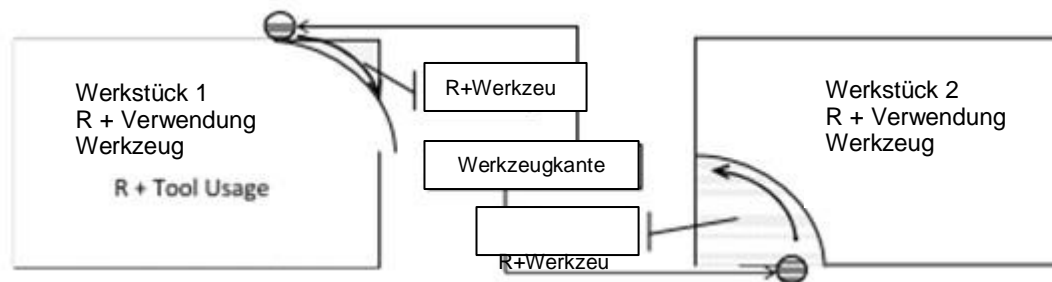 Werkstück 1
R + Verwendung
Werkzeug
R + Tool Usage
R+Werkzeu
Werkzeugkante
R+Werkzeu
Werkstück 2
R + Verwendung
Werkzeug